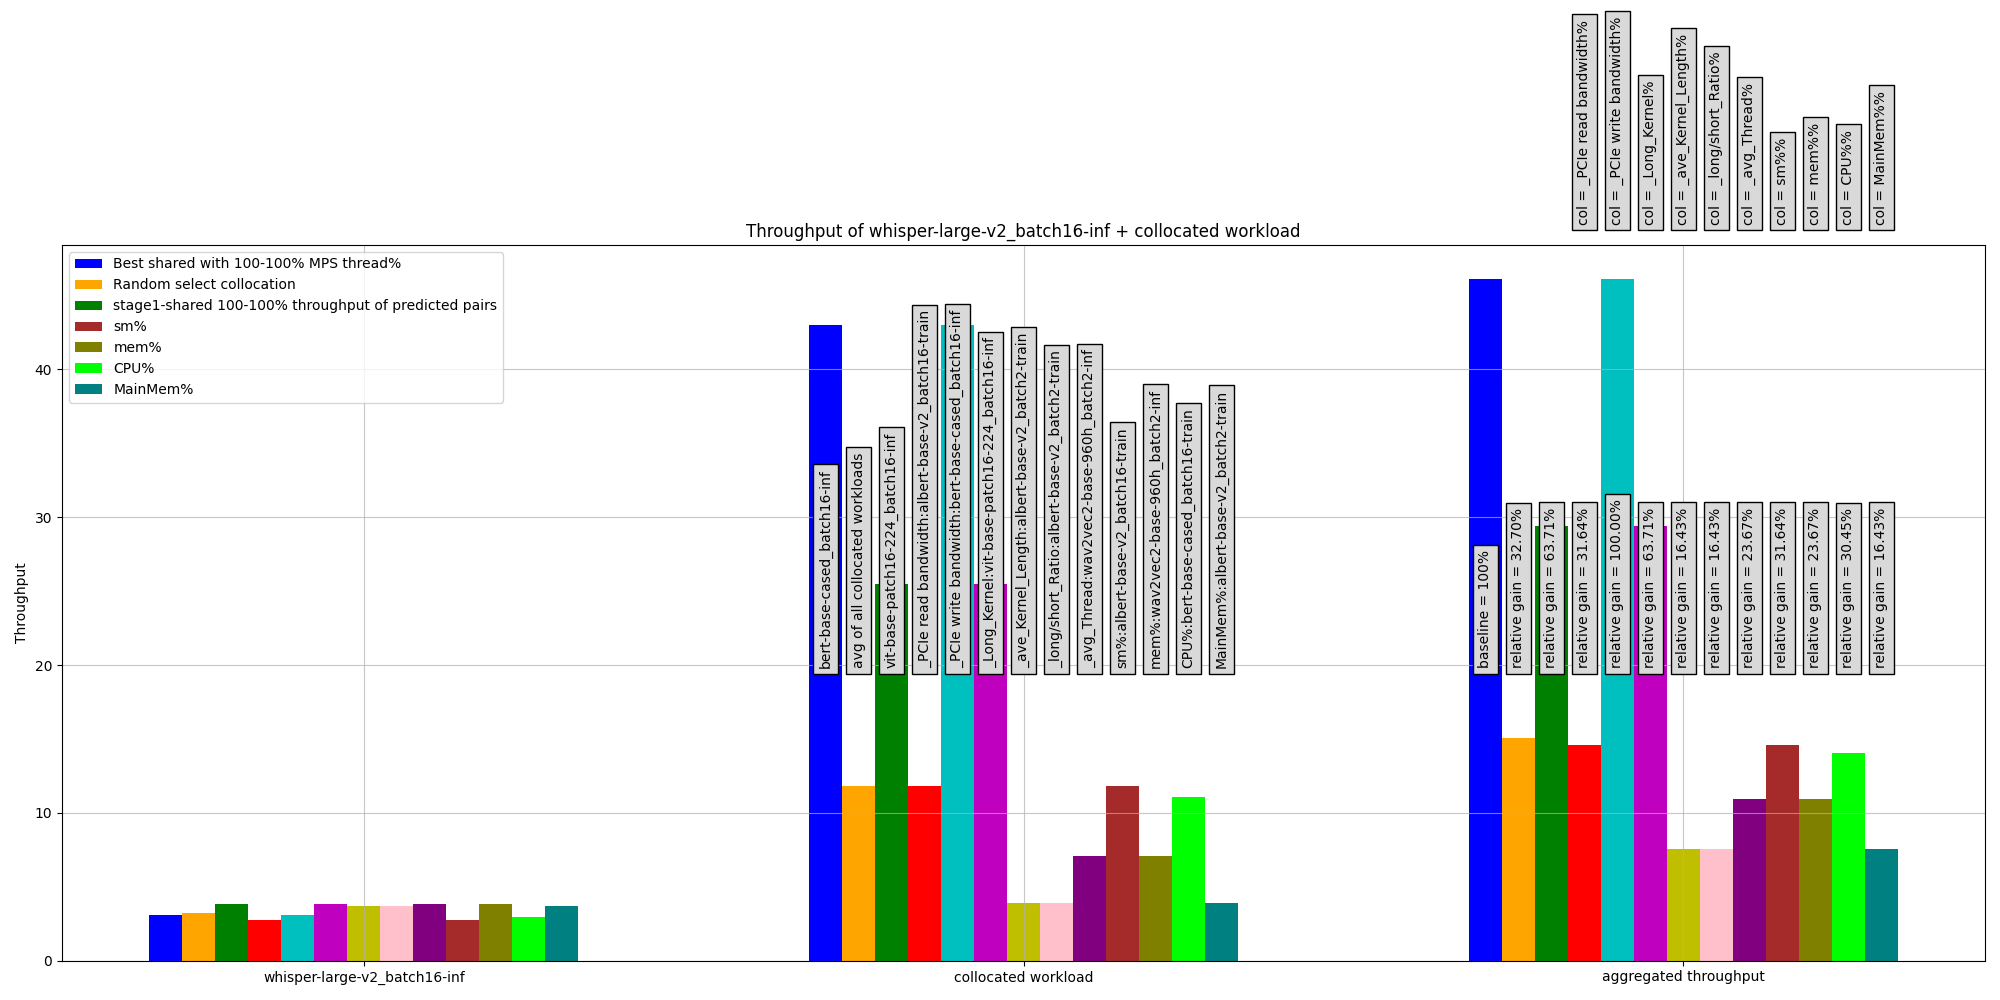 col = _PCIe read bandwidth%
col = _PCIe write bandwidth%
col = _Long_Kernel%
col = _ave_Kernel_Length%
col = _long/short_Ratio%
col = _avg_Thread%
col = sm%%
col = mem%%
col = CPU%%
col = MainMem%%
Throughput of whisper-large-v2_batch16-inf + collocated workload
Best shared with 100-100% MPS thread%
Random select collocation
stage1-shared 100-100% throughput of predicted pairs
sm%
mem%
CPU%
MainMem%
Throughput
40
30
20
10
0
bert-base-cased_batch16-inf
avg of all collocated workloads
vit-base-patch16-224_batch16-inf
_PCIe read bandwidth:albert-base-v2_batch16-train
_PCIe write bandwidth:bert-base-cased_batch16-inf
_Long_Kernel:vit-base-patch16-224_batch16-inf
_ave_Kernel_Length:albert-base-v2_batch2-train
_long/short_Ratio:albert-base-v2_batch2-train
_avg_Thread:wav2vec2-base-960h_batch2-inf
sm%:albert-base-v2_batch16-train
mem%:wav2vec2-base-960h_batch2-inf
CPU%:bert-base-cased_batch16-train
MainMem%:albert-base-v2_batch2-train
baseline = 100%
relative gain = 32.70%
relative gain = 63.71%
relative gain = 31.64%
relative gain = 100.00%
relative gain = 63.71%
relative gain = 16.43%
relative gain = 16.43%
relative gain = 23.67%
relative gain = 31.64%
relative gain = 23.67%
relative gain = 30.45%
relative gain = 16.43%
whisper-large-v2_batch16-inf
collocated workload
aggregated throughput